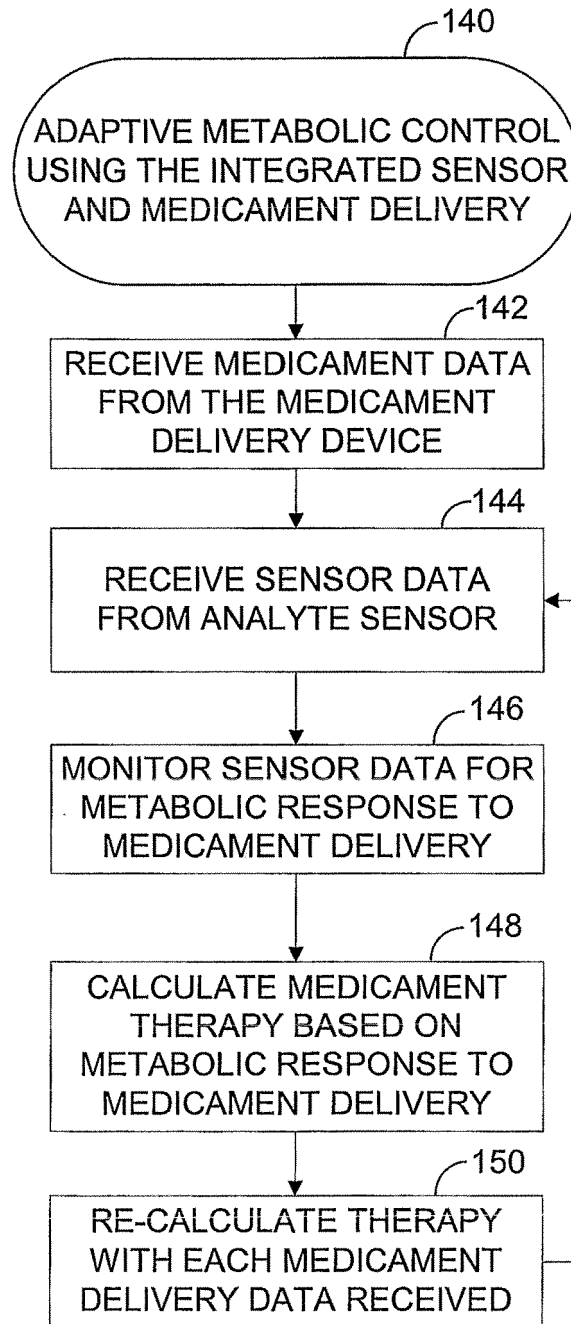 140
ADAPTIVE METABOLIC CONTROL
USING THE INTEGRATED SENSOR
AND MEDICAMENT DELIVERY
142
RECEIVE MEDICAMENT DATA
FROM THE MEDICAMENT
DELIVERY DEVICE
144
RECEIVE SENSOR DATA
FROM ANALYTE SENSOR
146
MONITOR SENSOR DATA FOR
METABOLIC RESPONSE TO
MEDICAMENT DELIVERY
148
CALCULATE MEDICAMENT
THERAPY BASED ON
METABOLIC RESPONSE TO
MEDICAMENT DELIVERY
150
RE-CALCULATE THERAPY
WITH EACH MEDICAMENT
DELIVERY DATA RECEIVED